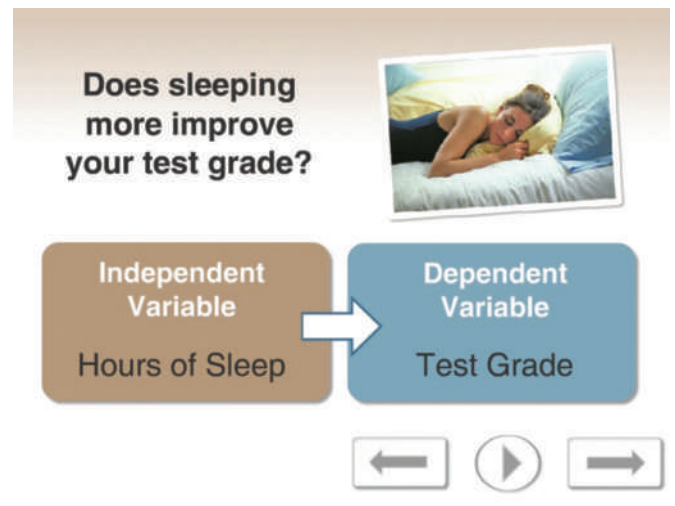 Does sleeping
more improve
your test grade?
Independent
Variable
Hours of Sleep
Dependent
Variable
Test Grade